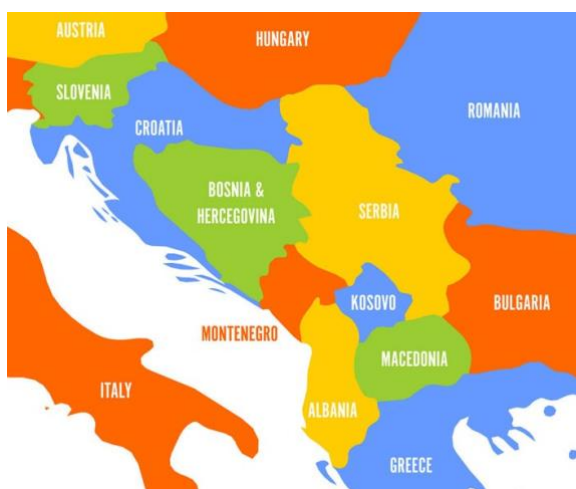 AUSTRIA
HUNGARY
SLOVENIA
ROMANIA
CROATIA
BOSNIA &
HERCEGOVINA
SERBIA
KOSOVO
BULGARIA
MONTENEGRO
MACEDONIA
ITALY
ALBANIA
GREECE